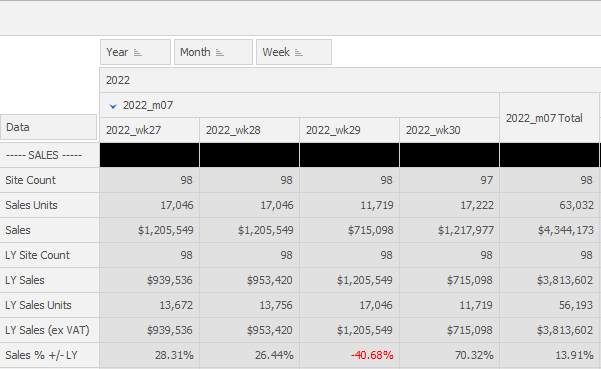 Year Month Week
2022
2022_m07
Data 2022_wk27 2022_wk28 2022_wk29 2022_wk30 2022_m07 Total
----- SALES -----
Site Count 98 98 98 97 98
Sales Units 17,046 17,046 11,719 17,222 63,032
Sales $1,205,549 $1,205,549 $715,098 $1,217,977 $4,344,173
LY Site Count 98 98 98 98 98
LY Sales $939,536 $953,420 $1,205,549 $715,098 $3,813,602
LY Sales Units 13,672 13,756 17,046 11,719 56,193
LY Sales (ex VAT) $939,536 $953,420 $1,205,549 $715,098 $3,813,602
Sales % +/- LY 28.31% 26.44% -40.68% 70.32% 13.91%